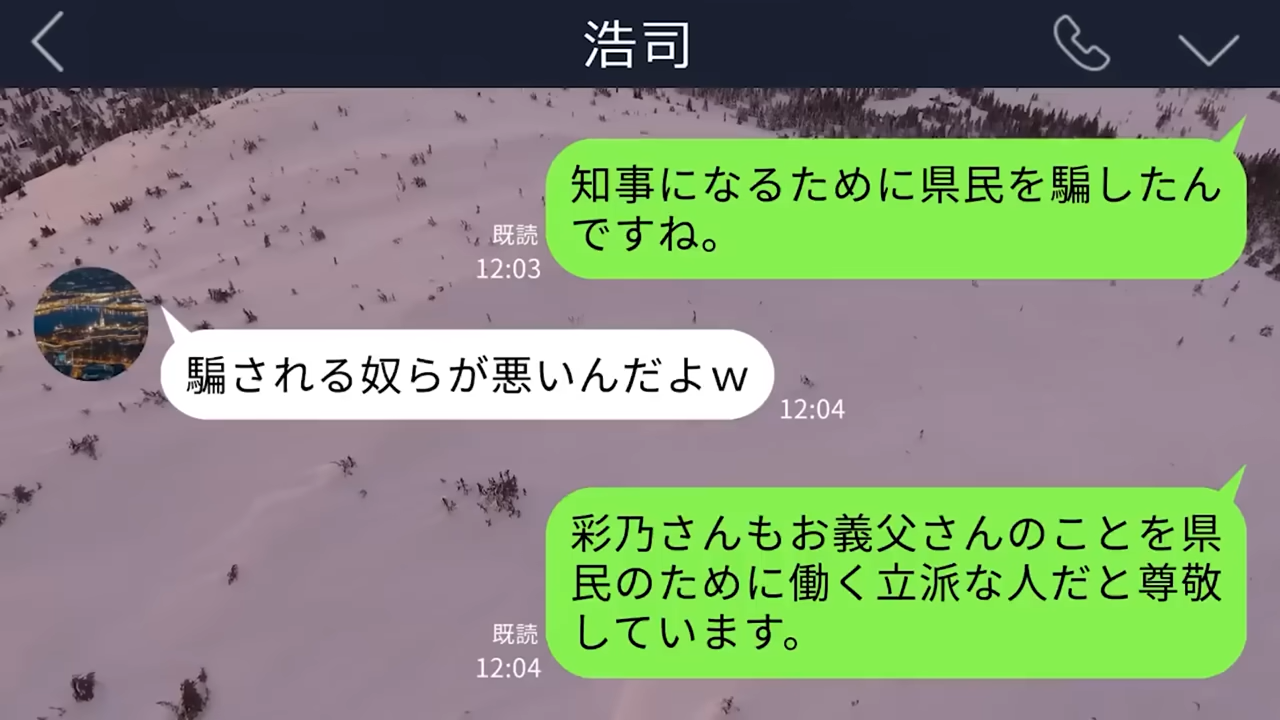 浩司
知事になるために県民を騙したん
ですね。
既読
12:03
騙される奴らが悪いんだよｗ
12:04
彩乃さんもお義父さんのことを県
民のために働く立派な人だと尊敬
しています。
既読
12:04